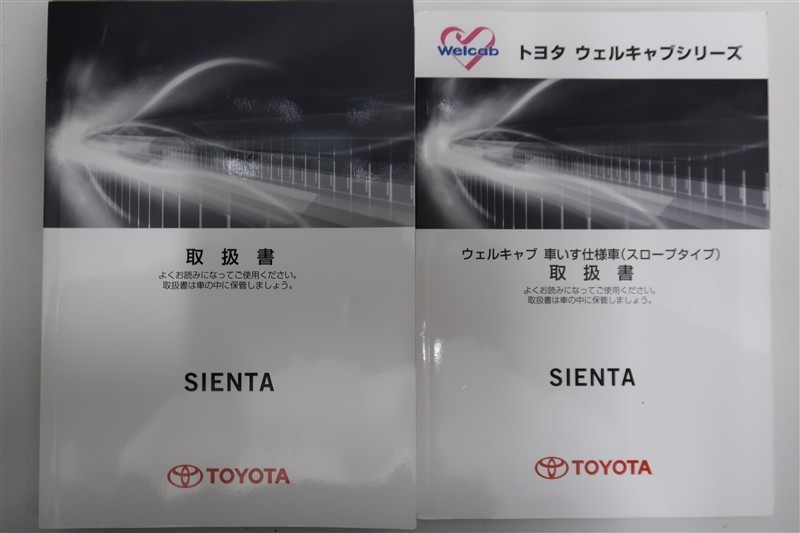 取扱書
よくお読みになってご使用ください。
取扱書は車の中に保管しましょう。
SIENTA
TOYOTA
Welcab
トヨタ ウェルキャブシリーズ
ウェルキャブ 車いす仕様車(スロープタイプ)
取扱書
よくお読みになってご使用ください。
取扱書は車の中に保管しましょう。
SIENTA
TOYOTA